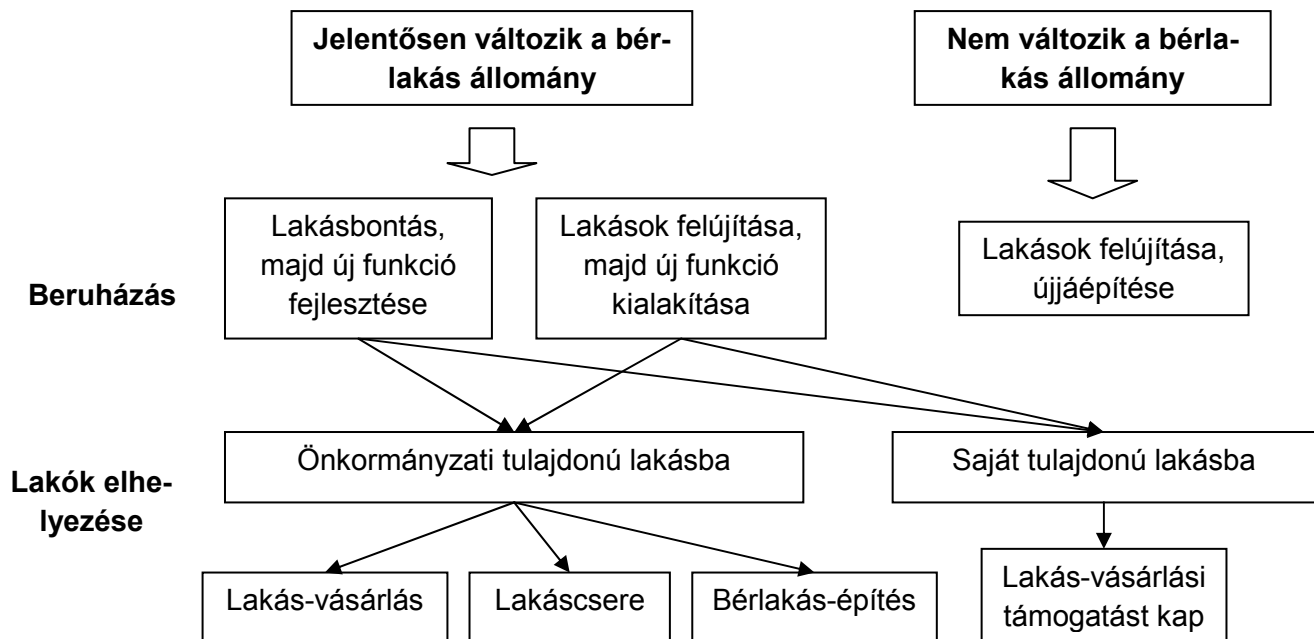 Jelentősen változik a bér-
lakás állomány
Nem változik a bérla-
kás állomány
Beruházás
Lakásbontás,
majd új funkció
fejlesztése
Lakások felújítása,
majd új funkció
kialakítása
Lakások felújítása,
újjáépítése
Lakók elhe-
lyezése
Önkormányzati tulajdonú lakásba
Saját tulajdonú lakásba
Lakás-vásárlás
Lakáscsere
Bérlakás-építés
Lakás-vásárlási
támogatást kap